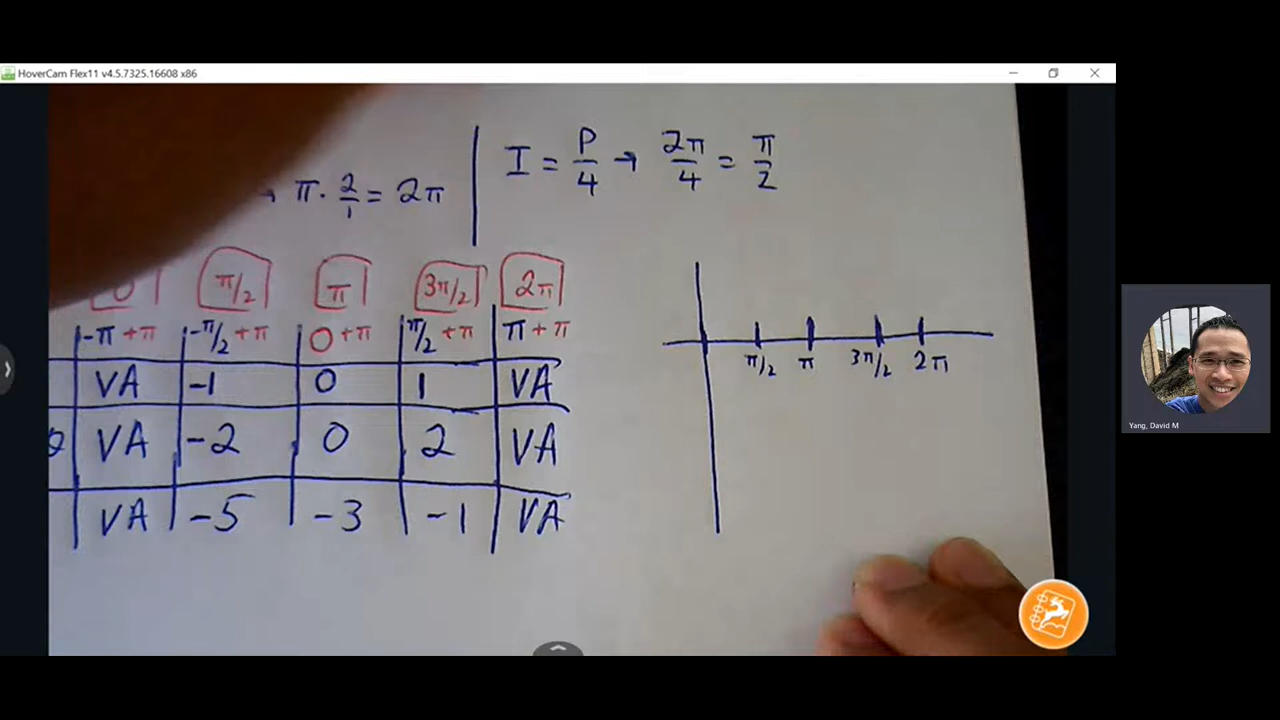 HoverCam Flex11 v4.5.7325.16608 x86
I = P/4 → 2π/4 = π/2
→ π · 2/1 = 2π
0 π/2 π 3π/2 2π
-π + π -π/2 + π 0 + π π/2 + π π + π
VA -1 0 1 VA
VA -2 0 2 VA
VA -5 -3 -1 VA
π/2 π 3π/2 2π
Yang, David M